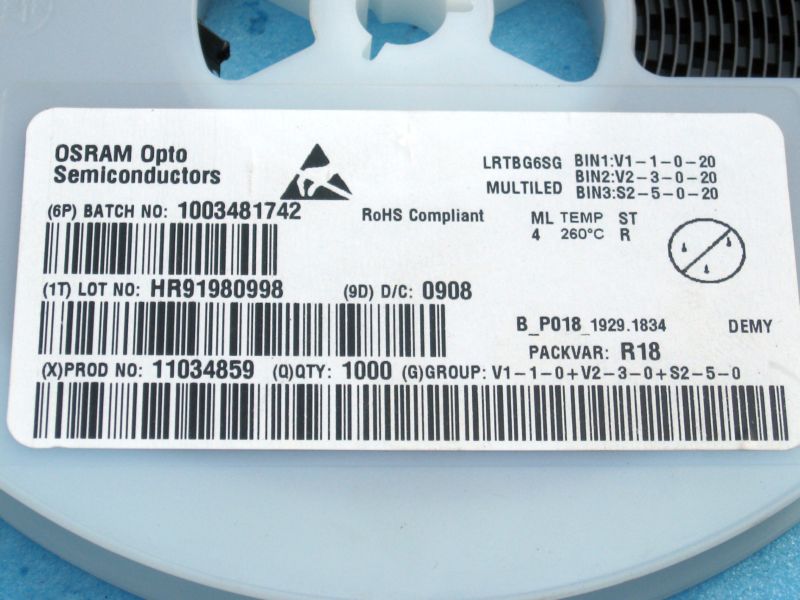 OSRAM Opto
Semiconductors
LRTBG6SG BIN1:V1-1-0-20
BIN2:V2-3-0-20
MULTILED BIN3:S2-5-0-20
(6P) BATCH NO: 1003481742
RoHS Compliant
ML TEMP ST
4 260°C R
(1T) LOT NO: HR91980998 (9D) D/C: 0908
B_P018_1929.1834 DEMY
PACKVAR: R18
(X)PROD NO: 11034859 (Q)QTY: 1000 (G)GROUP: V1-1-0+V2-3-0+S2-5-0